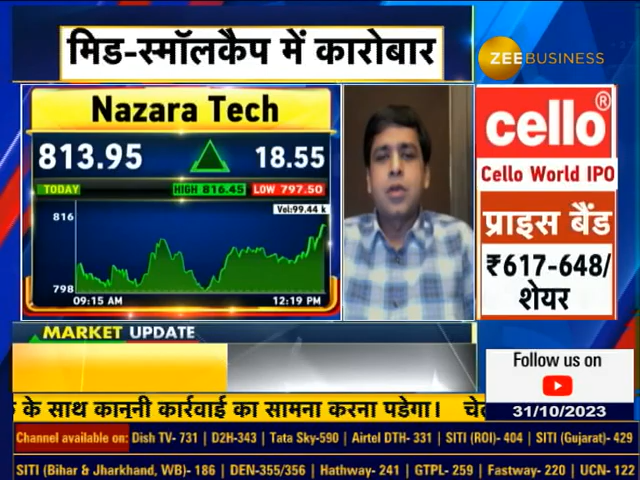 मिड-स्मॉलकैप में कारोबार
ZEE BUSINESS
Nazara Tech
813.95 18.55
TODAY HIGH 816.45 LOW 797.50
Vol:99.44 k
816
798
09:15 AM 12:19 PM
cello®
Cello World IPO
प्राइस बैंड
₹617-648/
शेयर
MARKET UPDATE
Follow us on
के साथ कानूनी कार्रवाई का सामना करना पड़ेगा।
31/10/2023
Channel available on: Dish TV- 731 | D2H-343 | Tata Sky-590 | Airtel DTH- 331 | SITI (ROI)- 404 | SITI (Gujarat)- 429
SITI (Bihar & Jharkhand, WB)- 186 | DEN-355/356 | Hathway- 241 | GTPL- 259 | Fastway- 220 | UCN- 122